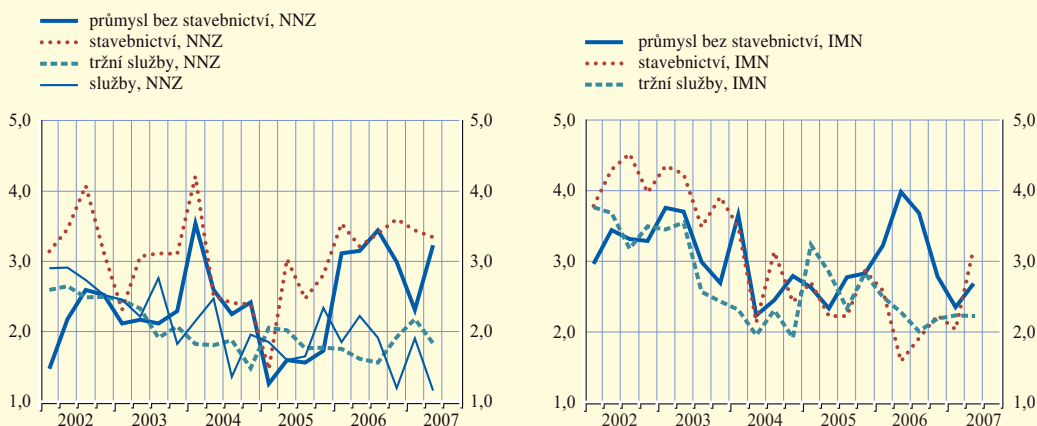 průmysl bez stavebnictví, NNZ
stavebnictví, NNZ
tržní služby, NNZ
služby, NNZ
5,0 5,0
4,0 4,0
3,0 3,0
2,0 2,0
1,0 1,0
2002 2003 2004 2005 2006 2007
průmysl bez stavebnictví, IMN
stavebnictví, IMN
tržní služby, IMN
5,0 5,0
4,0 4,0
3,0 3,0
2,0 2,0
1,0 1,0
2002 2003 2004 2005 2006 2007